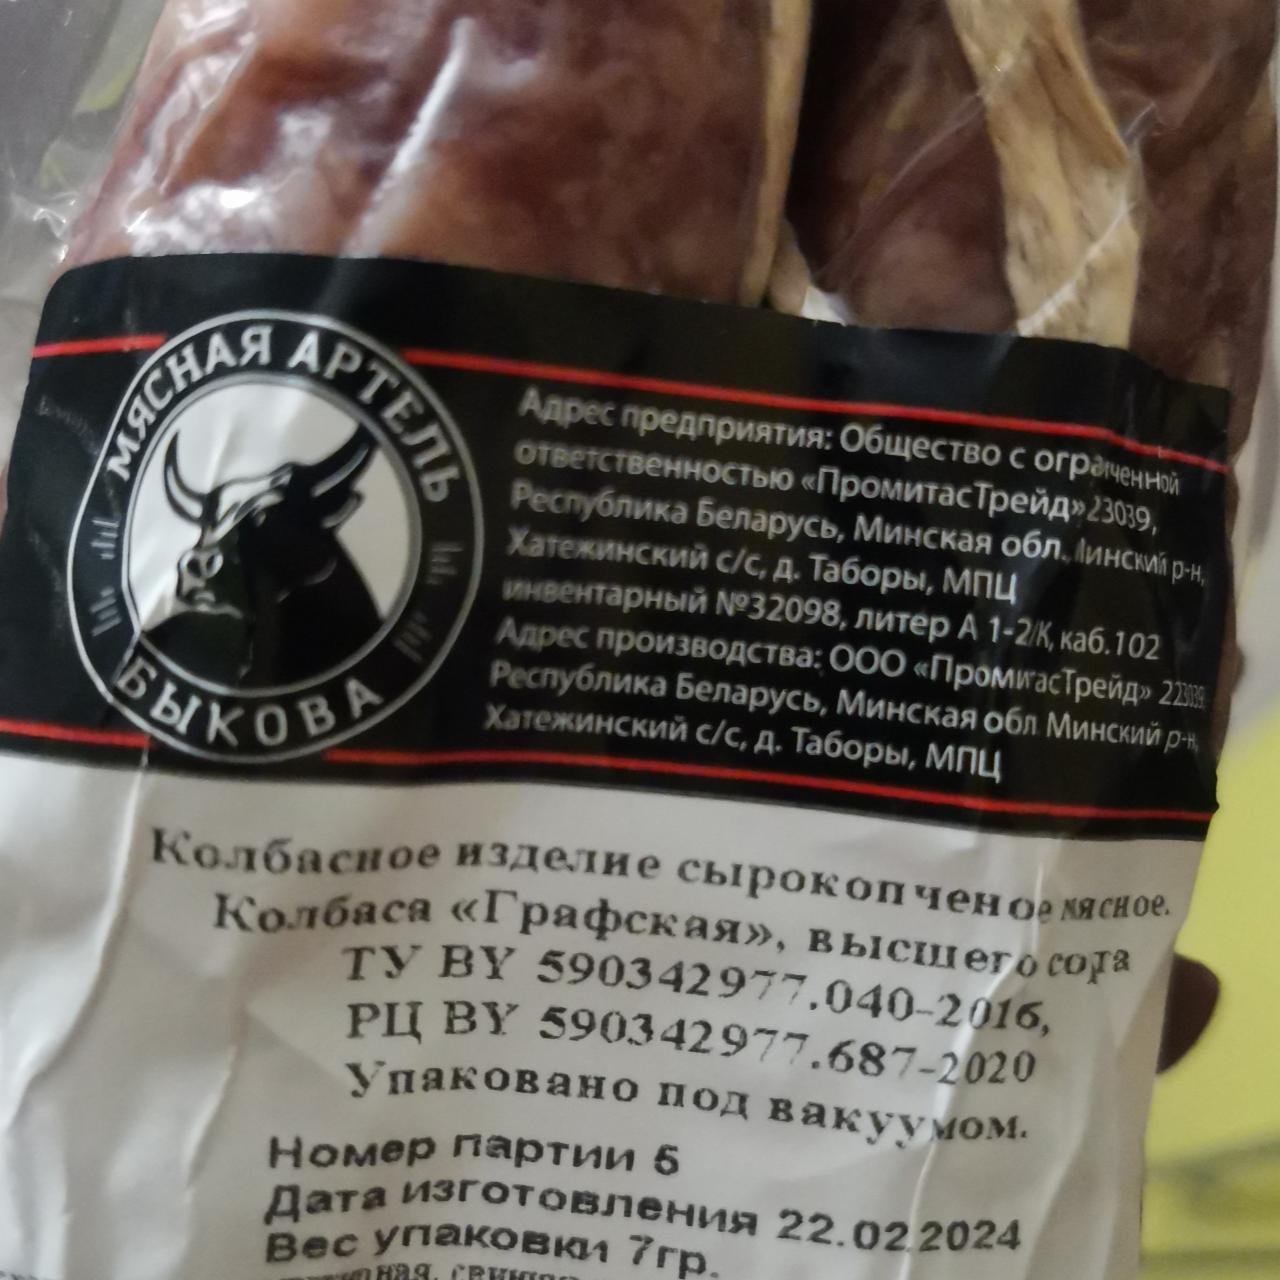 МЯСНАЯ АРТЕЛЬ
БЫКОВА
Адрес предприятия: Общество с ограниченной
ответственностью «ПромитасТрейд» 23039,
Республика Беларусь, Минская обл., Минский р-н,
Хатежинский с/с, д. Таборы, МПЦ
инвентарный №32098, литер А 1-2/К, каб.102
Адрес производства: ООО «ПромитасТрейд» 223039
Республика Беларусь, Минская обл Минский р-н,
Хатежинский с/с, д. Таборы, МПЦ
Колбасное изделие сырокопченое мясное.
Колбаса «Графская», высшего сорта
ТУ BY 590342977.040-2016,
РЦ BY 590342977.687-2020
Упаковано под вакуумом.
Номер партии 5
Дата изготовления 22.02.2024
Вес упаковки 7гр.